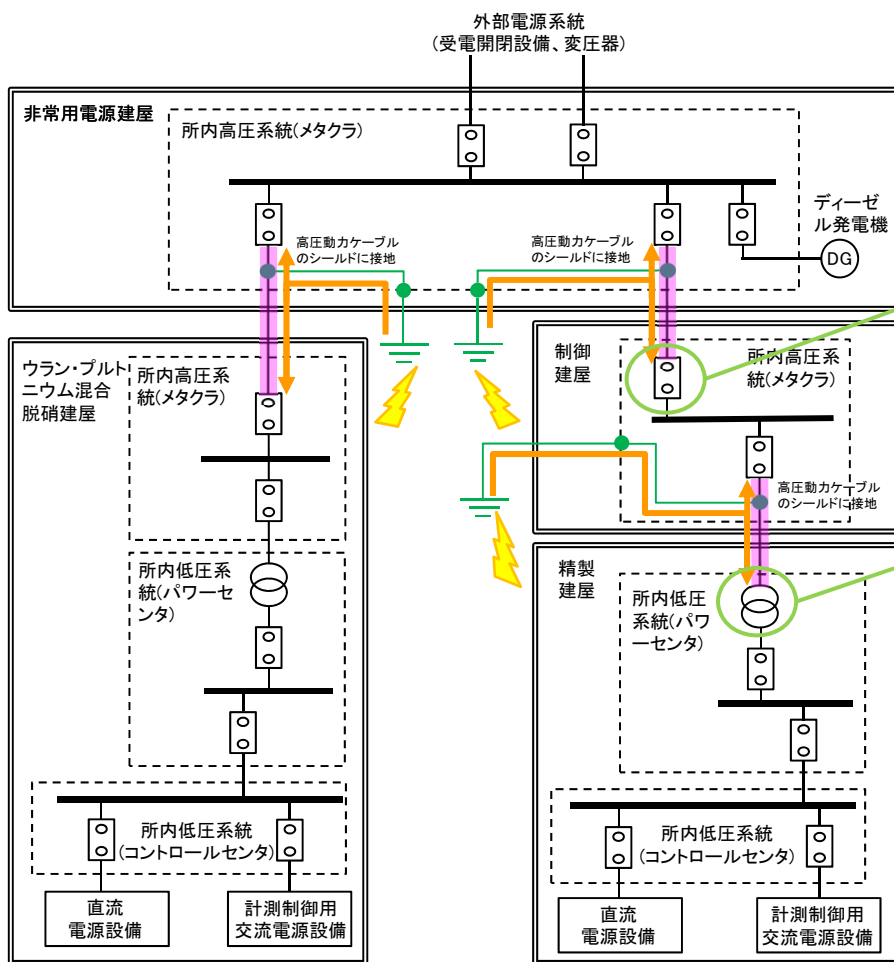 外部電源系統
(受電開閉設備、変圧器)
非常用電源建屋
所内高圧系統(メタクラ)
ディーゼ
ル発電機
DG
高圧動力ケーブル
のシールドに接地
高圧動力ケーブル
のシールドに接地
ウラン・プルト
ニウム混合
脱硝建屋
所内高圧系
統(メタクラ)
所内低圧系
統(パワーセ
ンタ)
所内低圧系統
(コントロールセンタ)
直流
電源設備
計測制御用
交流電源設備
制御
建屋
所内高圧系
統(メタクラ)
高圧動力ケーブル
のシールドに接地
精製
建屋
所内低圧
系統(パワ
ーセンタ)
所内低圧系統
(コントロールセンタ)
直流
電源設備
計測制御用
交流電源設備